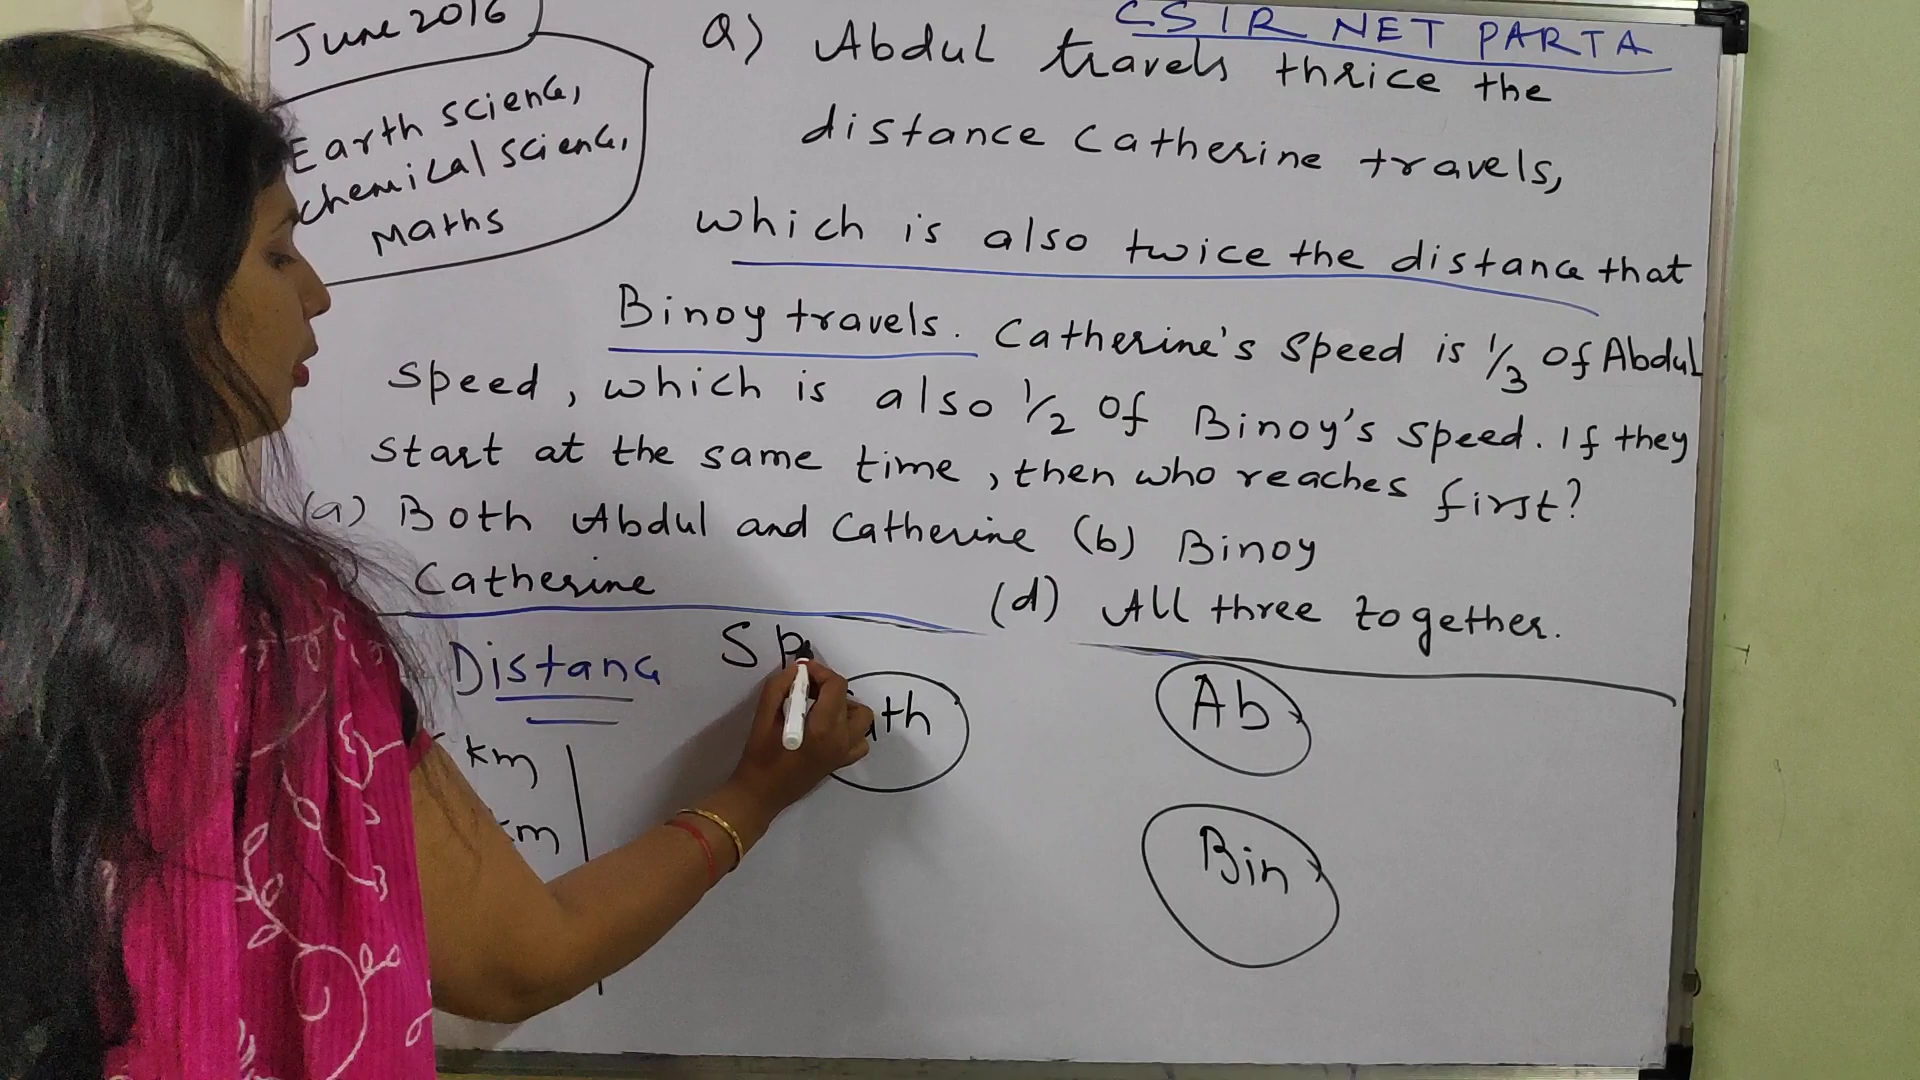 June 2016
Earth science,
chemical science,
Maths
CSIR NET PART A
Q) Abdul travels thrice the
distance Catherine travels,
which is also twice the distance that
Binoy travels. Catherine's speed is 1/3 of Abdul
speed, which is also 1/2 of Binoy's speed. If they
start at the same time, then who reaches first?
(a) Both Abdul and Catherine (b) Binoy
Catherine
(d) All three together.
Distance
Sp
Ab
km
km
Bin